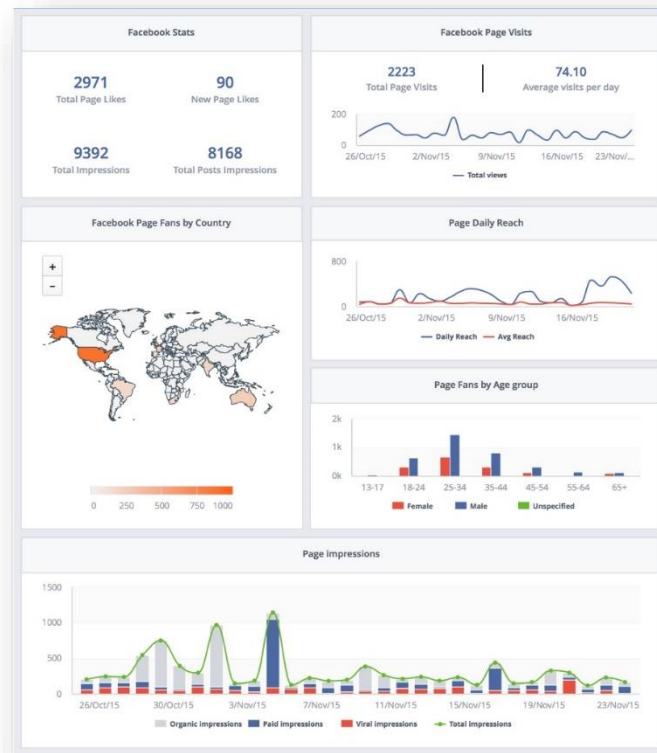 Facebook Stats
2971
Total Page Likes
90
New Page Likes
9392
Total Impressions
8168
Total Posts Impressions
Facebook Page Visits
2223
Total Page Visits
74.10
Average visits per day
200
0
26/Oct/15 2/Nov/15 9/Nov/15 16/Nov/15 23/Nov/...
Total views
Facebook Page Fans by Country
+
−
0 250 500 750 1000
Page Daily Reach
800
0
26/Oct/15 2/Nov/15 9/Nov/15 16/Nov/15
Daily Reach Avg Reach
Page Fans by Age group
2k
1k
0k
13-17 18-24 25-34 35-44 45-54 55-64 65+
Female Male Unspecified
Page impressions
1500
1000
500
0
26/Oct/15 30/Oct/15 3/Nov/15 7/Nov/15 11/Nov/15 15/Nov/15 19/Nov/15 23/Nov/15
Organic impressions Paid impressions Viral impressions Total impressions